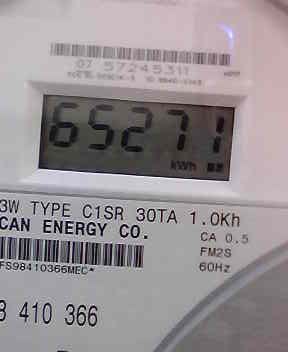 07 57245311
65271
kWh
3W TYPE C1SR 30TA 1.0Kh
CAN ENERGY CO.
CA 0.5
FM2S
FS98410366MEC*
60Hz
8 410 366